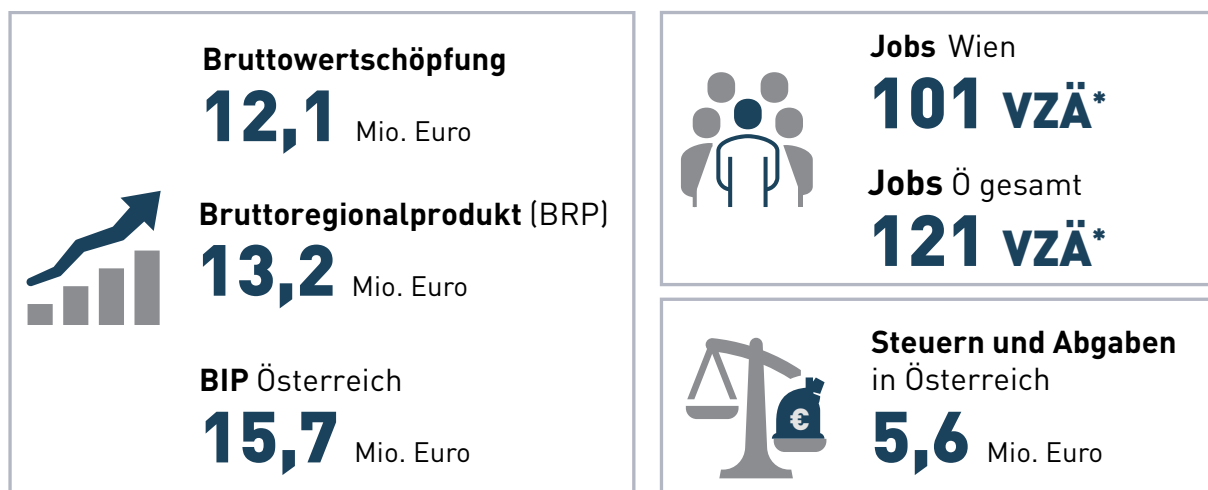 Bruttowertschöpfung
12,1 Mio. Euro
Bruttoregionalprodukt (BRP)
13,2 Mio. Euro
BIP Österreich
15,7 Mio. Euro
Jobs Wien
101 VZÄ*
Jobs Ö gesamt
121 VZÄ*
Steuern und Abgaben
in Österreich
€
5,6 Mio. Euro